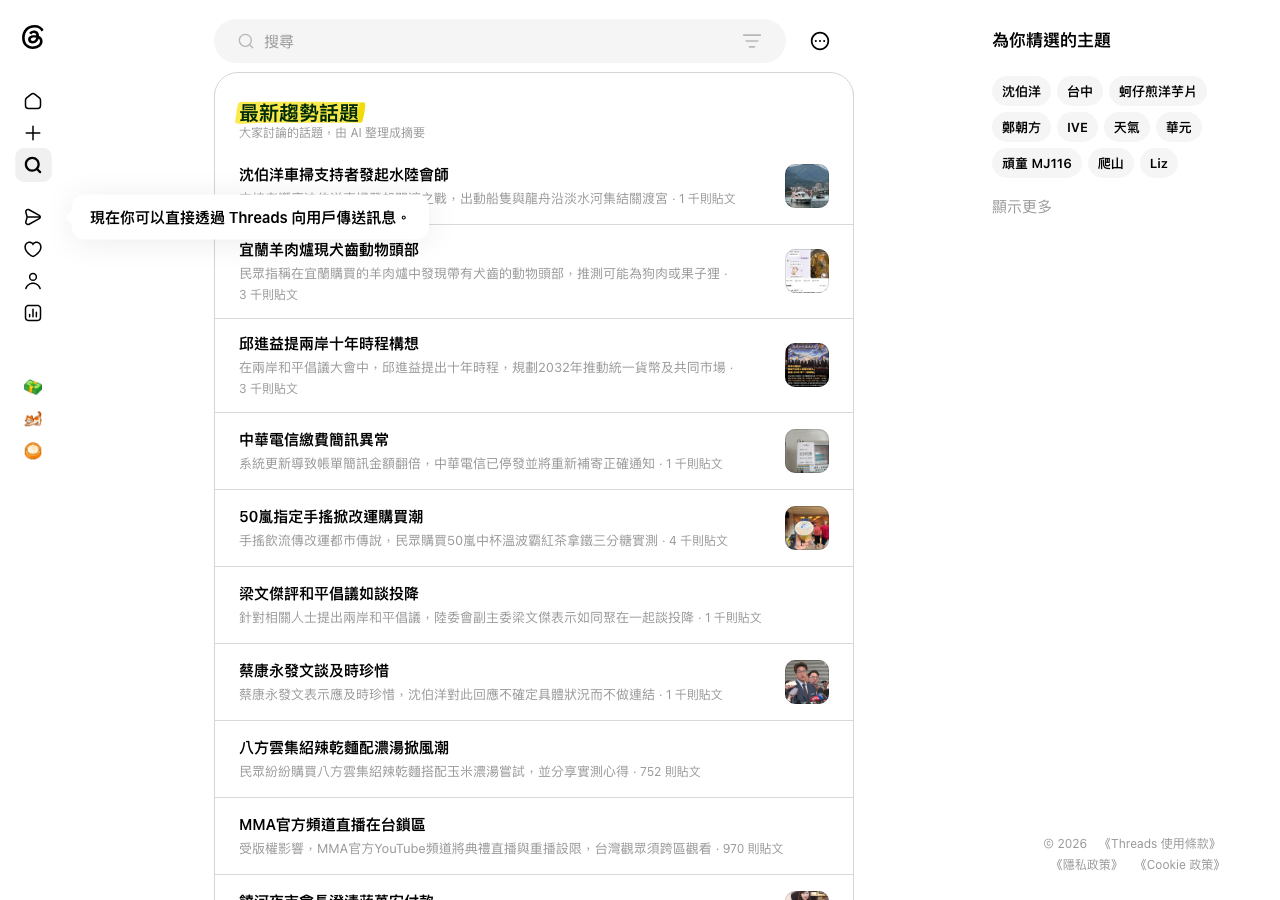 搜尋
最新趨勢話題
大家討論的話題，由 AI 整理成摘要
沈伯洋車掃支持者發起水陸會師
之戰，出動船隻與龍舟沿淡水河集結關渡宮 · 1 千則貼文
現在你可以直接透過 Threads 向用戶傳送訊息。
宜蘭羊肉爐現犬齒動物頭部
民眾指稱在宜蘭購買的羊肉爐中發現帶有犬齒的動物頭部，推測可能為狗肉或果子狸 ·
3 千則貼文
邱進益提兩岸十年時程構想
在兩岸和平倡議大會中，邱進益提出十年時程，規劃2032年推動統一貨幣及共同市場 ·
3 千則貼文
中華電信繳費簡訊異常
系統更新導致帳單簡訊金額翻倍，中華電信已停發並將重新補寄正確通知 · 1 千則貼文
50嵐指定手搖掀改運購買潮
手搖飲流傳改運都市傳說，民眾購買50嵐中杯溫波霸紅茶拿鐵三分糖實測 · 4 千則貼文
梁文傑評和平倡議如談投降
針對相關人士提出兩岸和平倡議，陸委會副主委梁文傑表示如同聚在一起談投降 · 1 千則貼文
蔡康永發文談及時珍惜
蔡康永發文表示應及時珍惜，沈伯洋對此回應不確定具體狀況而不做連結 · 1 千則貼文
八方雲集紹辣乾麵配濃湯掀風潮
民眾紛紛購買八方雲集紹辣乾麵搭配玉米濃湯嘗試，並分享實測心得 · 752 則貼文
MMA官方頻道直播在台鎖區
受版權影響，MMA官方YouTube頻道將典禮直播與重播設限，台灣觀眾須跨區觀看 · 970 則貼文
為你精選的主題
沈伯洋
台中
蚵仔煎洋芋片
鄭朝方
IVE
天氣
華元
頑童 MJ116
爬山
Liz
顯示更多
© 2026
《Threads 使用條款》
《隱私政策》
《Cookie 政策》